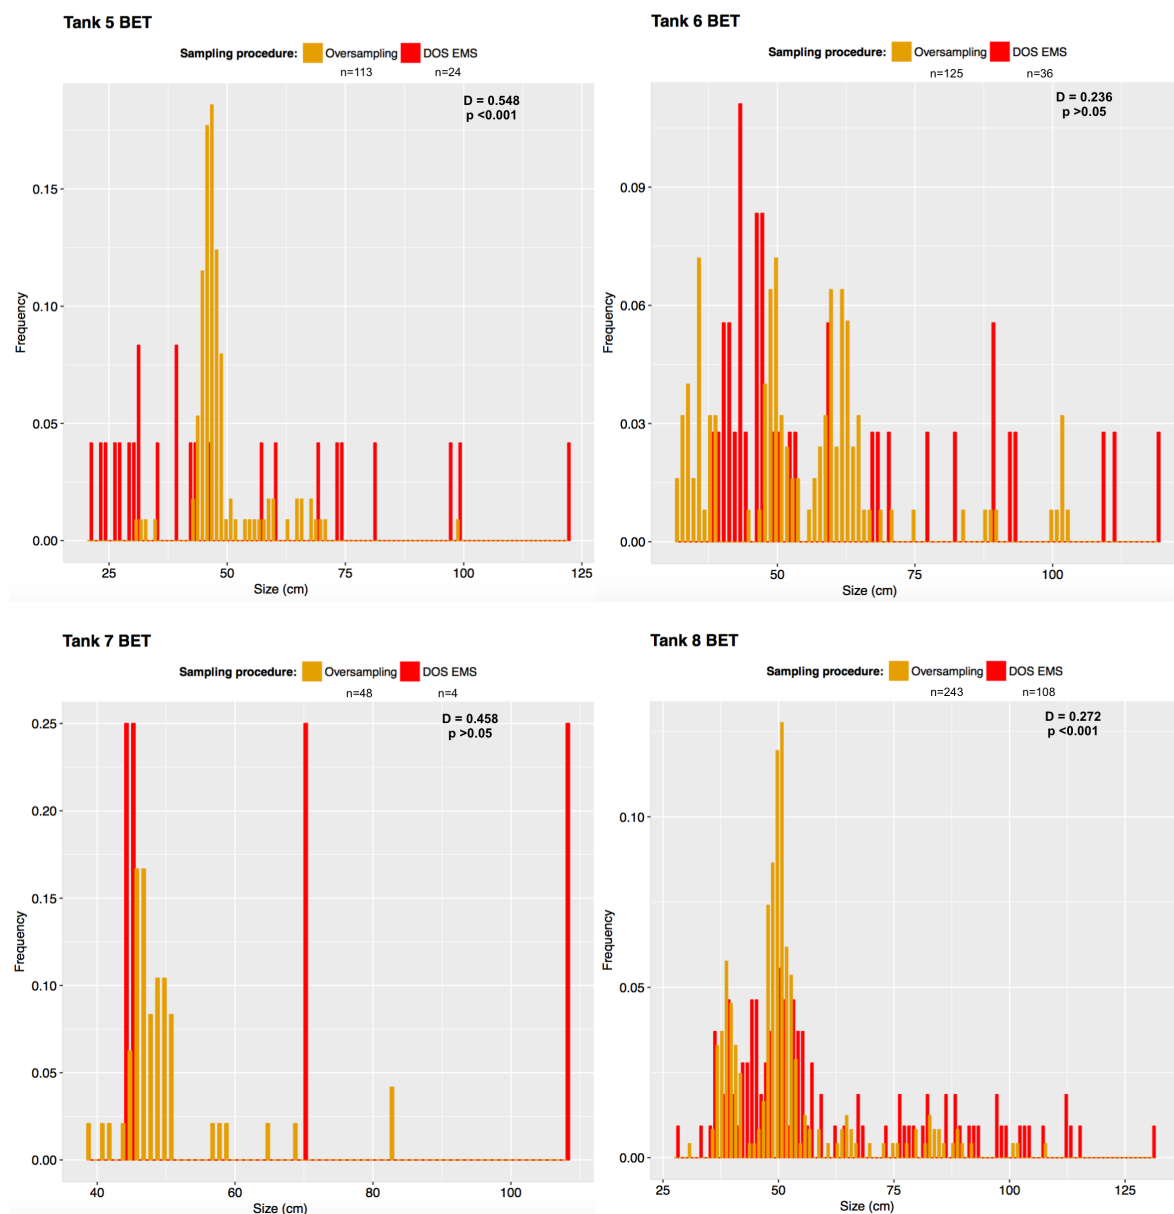 Tank 5 BET
Sampling procedure: Oversampling DOS EMS
n=113 n=24
D = 0.548
p <0.001
0.15
0.10
0.05
0.00
Frequency
25 50 75 100 125
Size (cm)
Tank 6 BET
Sampling procedure: Oversampling DOS EMS
n=125 n=36
D = 0.236
p >0.05
0.09
0.06
0.03
0.00
Frequency
50 75 100
Size (cm)
Tank 7 BET
Sampling procedure: Oversampling DOS EMS
n=48 n=4
D = 0.458
p >0.05
0.25
0.20
0.15
0.10
0.05
0.00
Frequency
40 60 80 100
Size (cm)
Tank 8 BET
Sampling procedure: Oversampling DOS EMS
n=243 n=108
D = 0.272
p <0.001
0.10
0.05
0.00
Frequency
25 50 75 100 125
Size (cm)